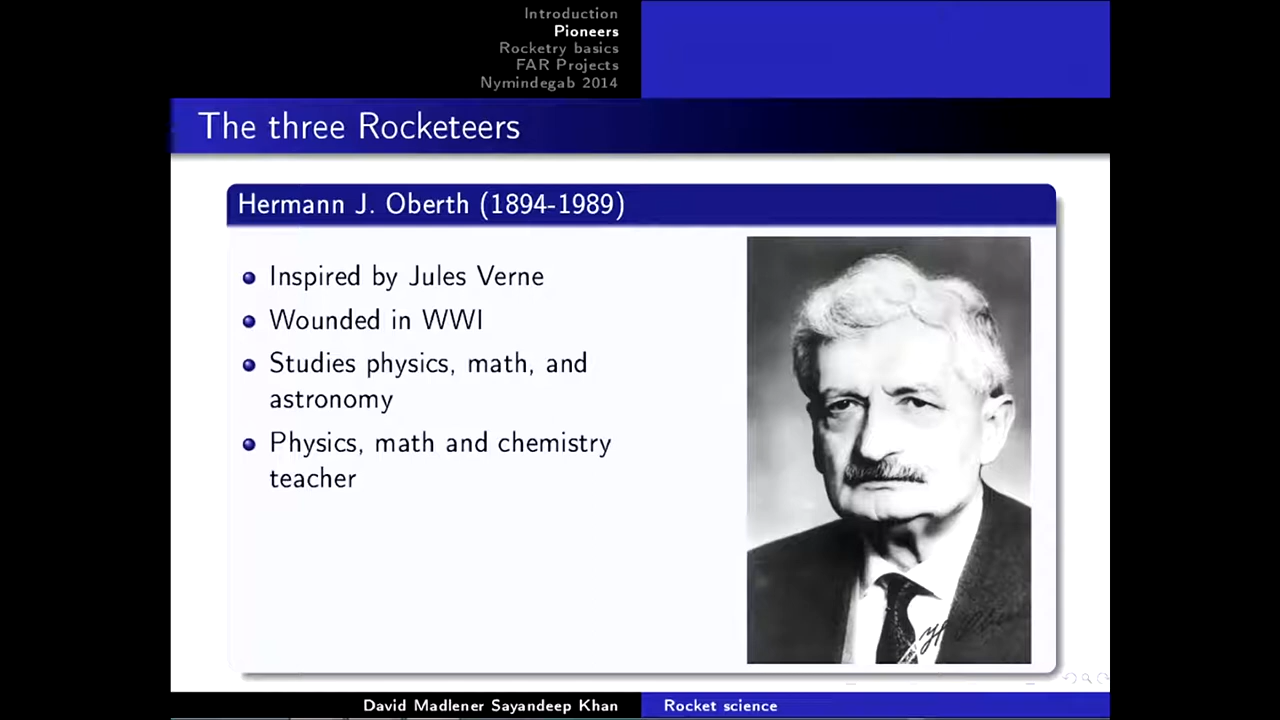 Introduction
Pioneers
Rocketry basics
FAR Projects
Nymindegab 2014
The three Rocketeers
Hermann J. Oberth (1894-1989)
Inspired by Jules Verne
Wounded in WWI
Studies physics, math, and
astronomy
Physics, math and chemistry
teacher
David Madlener Sayandeep Khan
Rocket science